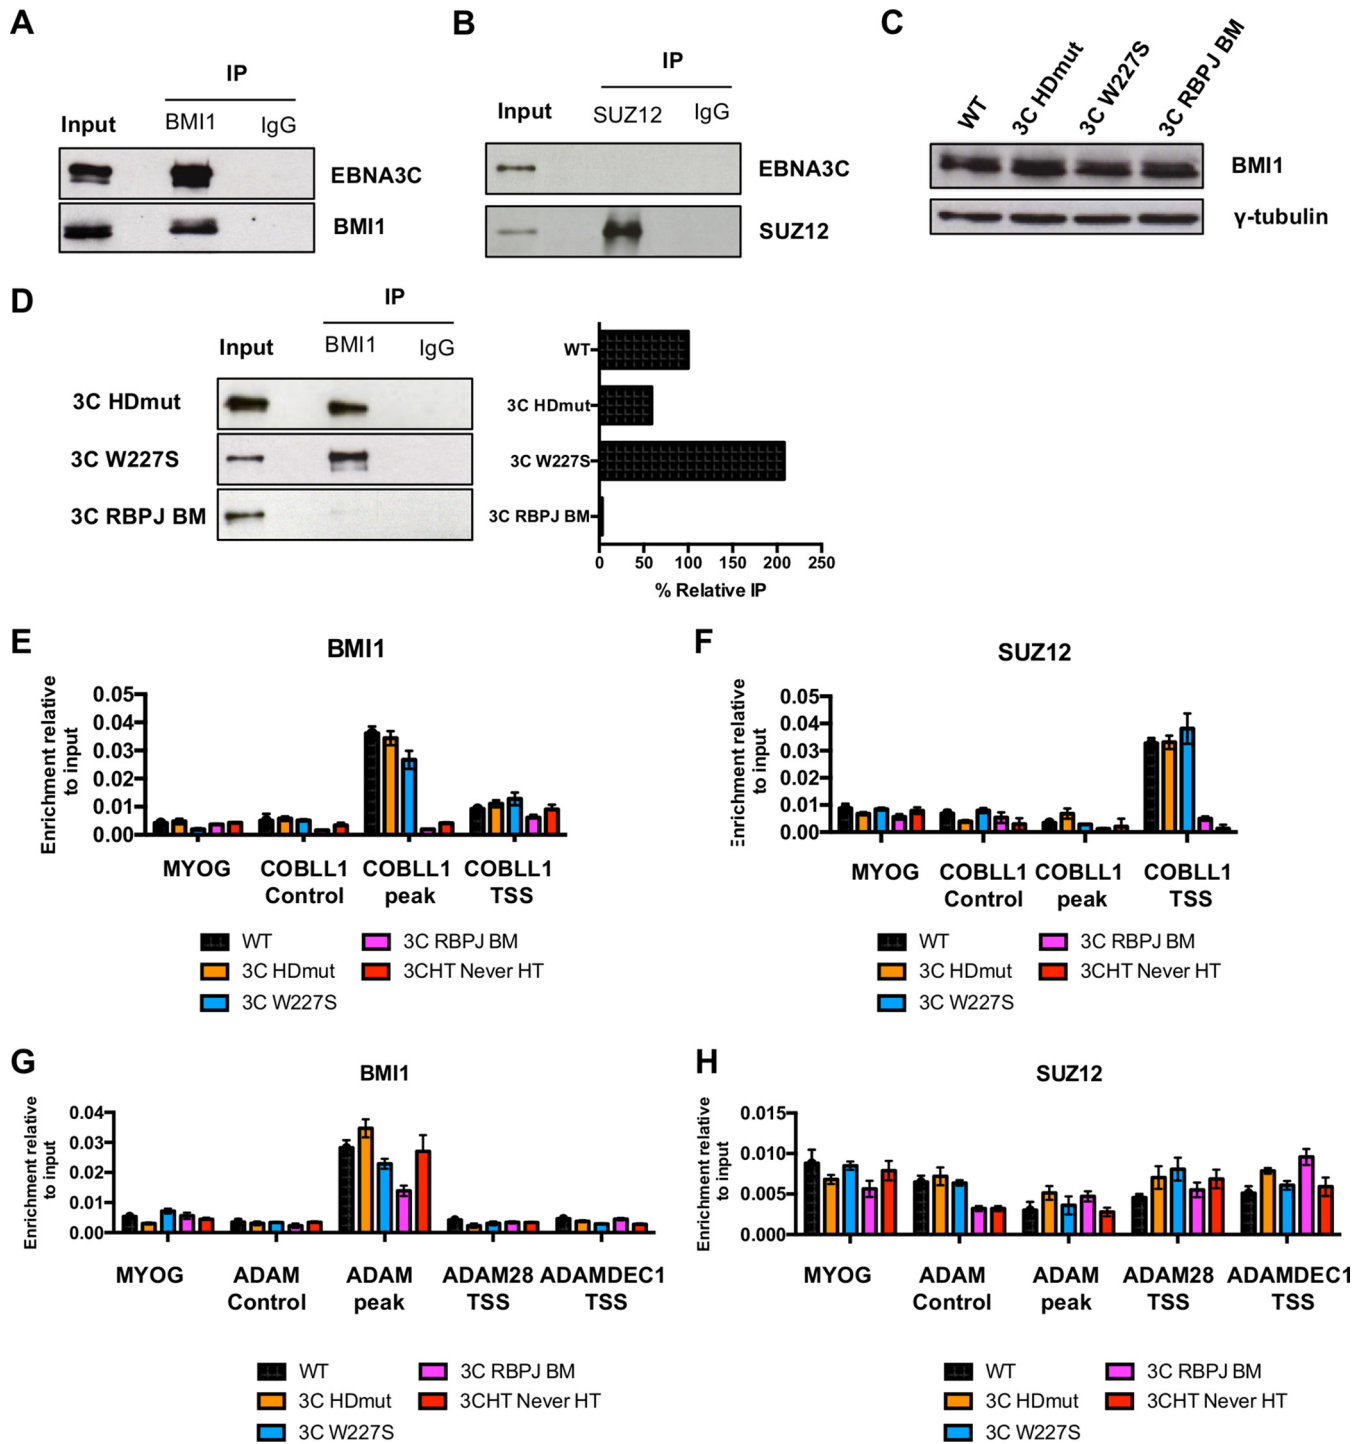 A
IP
Input BMI1 IgG
EBNA3C
BMI1
B
IP
Input SUZ12 IgG
EBNA3C
SUZ12
C
WT 3C HDmut 3C W227S 3C RBPJ BM
BMI1
γ-tubulin
D
IP
Input BMI1 IgG
3C HDmut
3C W227S
3C RBPJ BM
WT
3C HDmut
3C W227S
3C RBPJ BM
0 50 100 150 200 250
% Relative IP
E
BMI1
Enrichment relative
to input
0.05
0.04
0.03
0.02
0.01
0.00
MYOG COBLL1 COBLL1 COBLL1
Control peak TSS
WT 3C RBPJ BM
3C HDmut 3CHT Never HT
3C W227S
F
SUZ12
Enrichment relative
to input
0.05
0.04
0.03
0.02
0.01
0.00
MYOG COBLL1 COBLL1 COBLL1
Control peak TSS
WT 3C RBPJ BM
3C HDmut 3CHT Never HT
3C W227S
G
BMI1
Enrichment relative
to input
0.04
0.03
0.02
0.01
0.00
MYOG ADAM ADAM ADAM28 ADAMDEC1
Control peak TSS TSS
WT 3C RBPJ BM
3C HDmut 3CHT Never HT
3C W227S
H
SUZ12
Enrichment relative
to input
0.015
0.010
0.005
0.000
MYOG ADAM ADAM ADAM28 ADAMDEC1
Control peak TSS TSS
WT 3C RBPJ BM
3C HDmut 3CHT Never HT
3C W227S